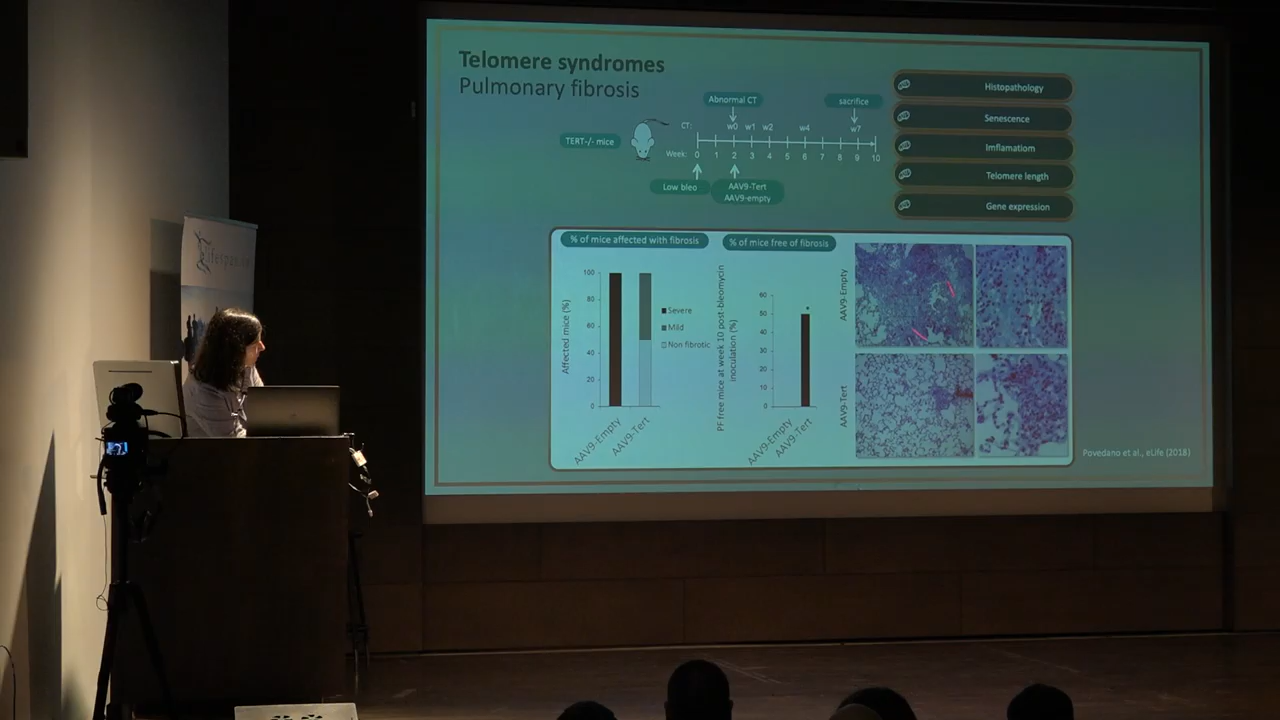 Telomere syndromes
Pulmonary fibrosis
Abnormal CT
sacrifice
CT:
w0 w1 w2 w4 w7
TERT-/- mice
Week: 0 1 2 3 4 5 6 7 8 9 10
Low bleo
AAV9-Tert
AAV9-empty
Histopathology
Senescence
Imflamatiom
Telomere length
Gene expression
% of mice affected with fibrosis
Affected mice (%)
100
80
60
40
20
0
Severe
Mild
Non fibrotic
AAV9-Empty
AAV9-Tert
% of mice free of fibrosis
PF free mice at week 10 post-bleomycin
inoculation (%)
60
50
40
30
20
10
0
*
AAV9-Empty
AAV9-Tert
AAV9-Empty
AAV9-Tert
Povedano et al., eLife (2018)